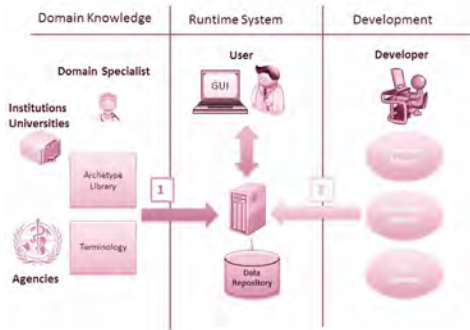 Domain Knowledge
Runtime System
Development
Domain Specialist
User
Developer
Institutions
Universities
GUI
Archetype
Library
1
Terminology
Agencies
Data
Repository